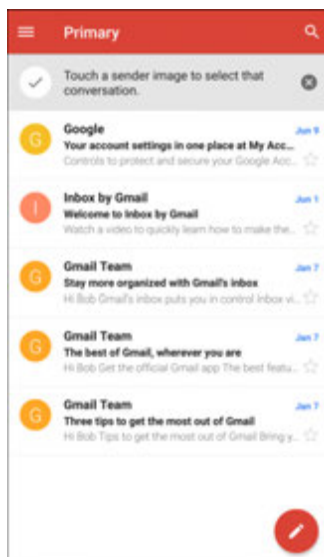 Primary
Touch a sender image to select that
conversation.
G
Google
Jun 9
Your account settings in one place at My Acc...
Controls to protect and secure your Google Acc...
I
Inbox by Gmail
Jun 1
Welcome to Inbox by Gmail
Watch a video to quickly learn how to make the...
G
Gmail Team
Jan 7
Stay more organized with Gmail's inbox
Hi Bob Gmail's inbox puts you in control Inbox vi...
G
Gmail Team
Jan 7
The best of Gmail, wherever you are
Hi Bob Get the official Gmail app The best featu...
G
Gmail Team
Jan 7
Three tips to get the most out of Gmail
Hi Bob Tips to get the most out of Gmail Bring y...